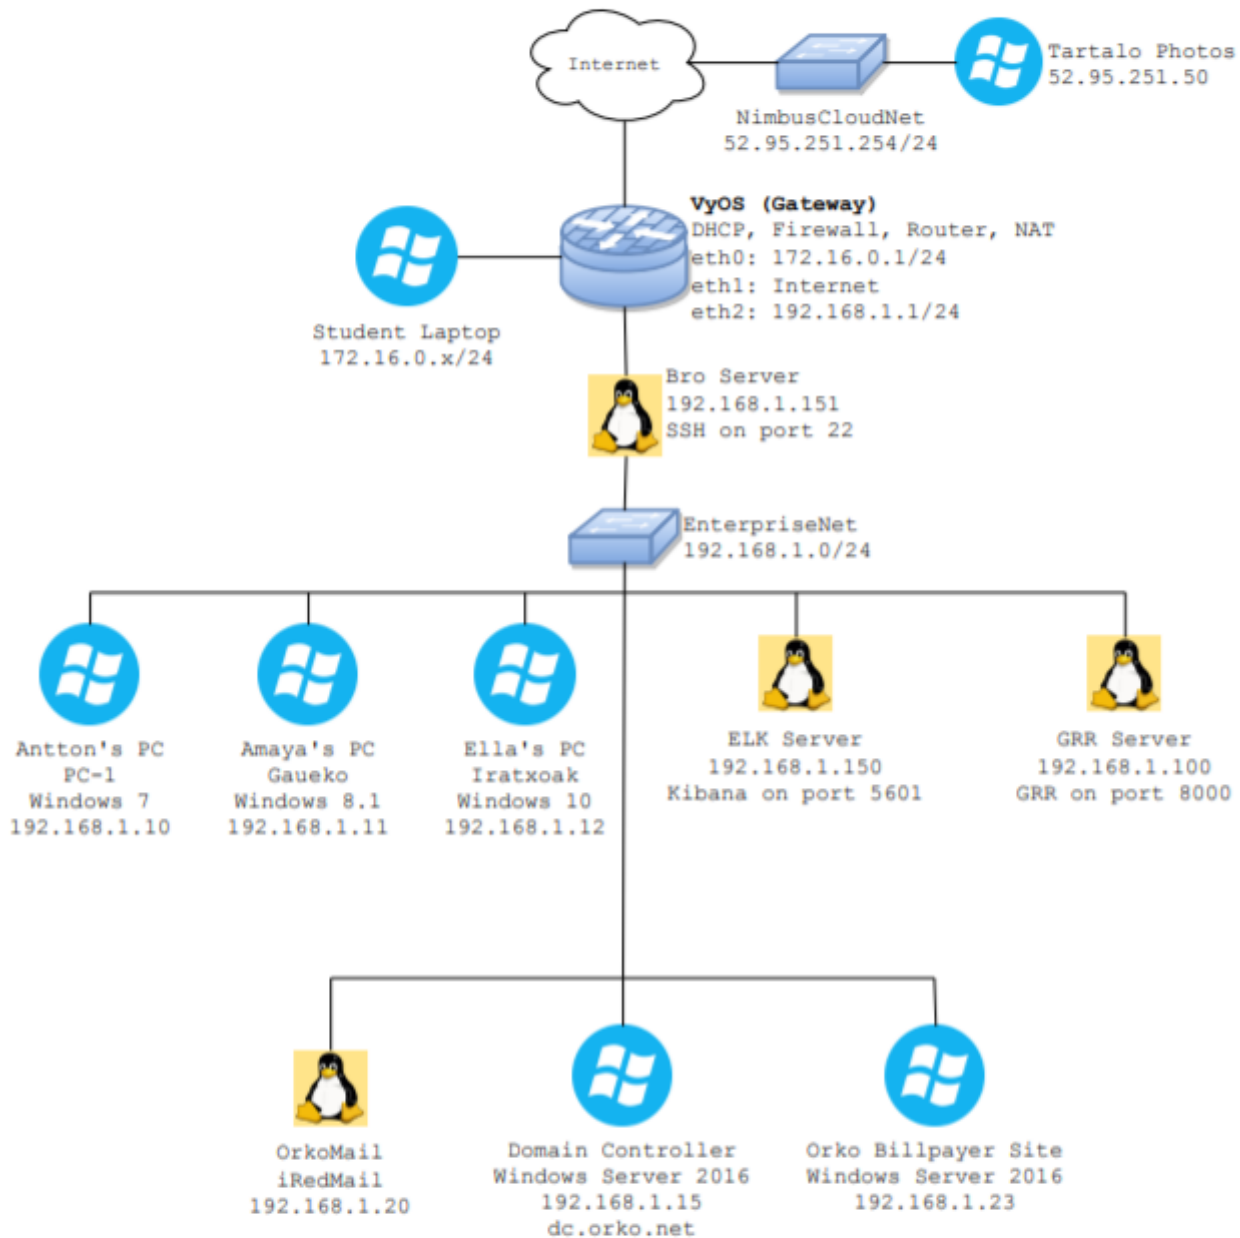 Internet
Tartalo Photos
52.95.251.50
NimbusCloudNet
52.95.251.254/24
VyOS (Gateway)
DHCP, Firewall, Router, NAT
eth0: 172.16.0.1/24
eth1: Internet
eth2: 192.168.1.1/24
Student Laptop
172.16.0.x/24
Bro Server
192.168.1.151
SSH on port 22
EnterpriseNet
192.168.1.0/24
Antton's PC
PC-1
Windows 7
192.168.1.10
Amaya's PC
Gaueko
Windows 8.1
192.168.1.11
Ella's PC
Iratxoak
Windows 10
192.168.1.12
ELK Server
192.168.1.150
Kibana on port 5601
GRR Server
192.168.1.100
GRR on port 8000
OrkoMail
iRedMail
192.168.1.20
Domain Controller
Windows Server 2016
192.168.1.15
dc.orko.net
Orko Billpayer Site
Windows Server 2016
192.168.1.23